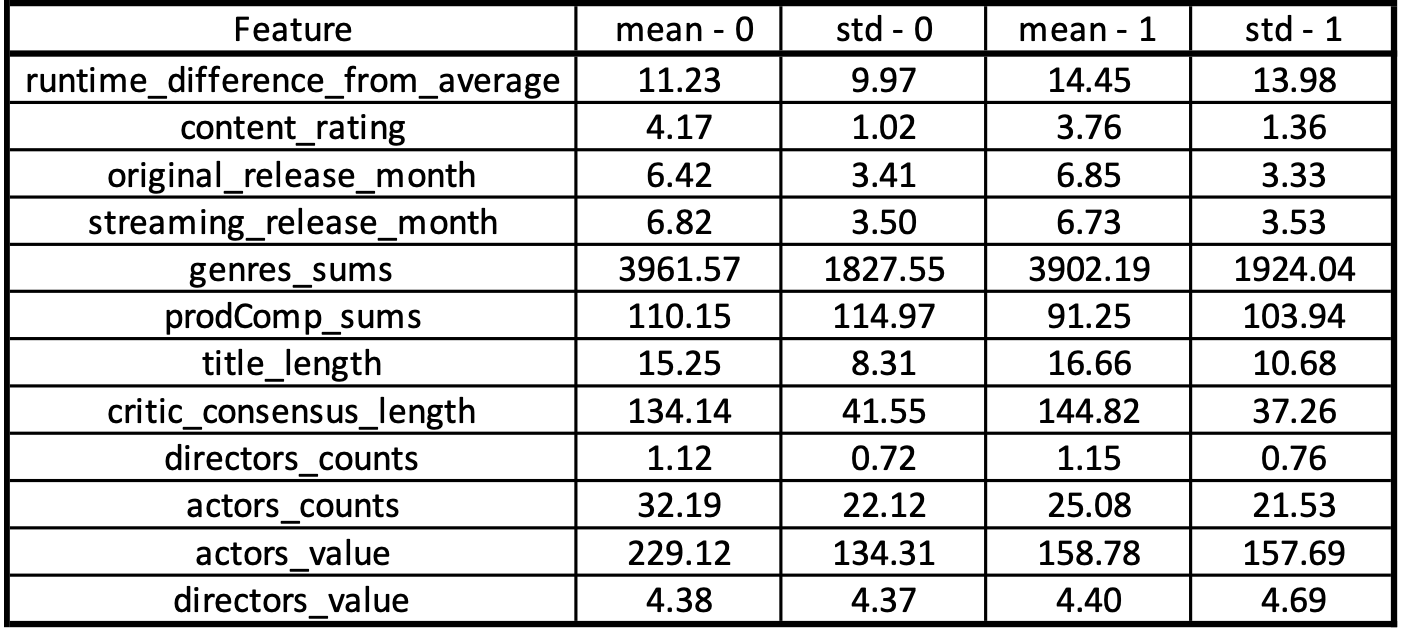 Feature mean - 0 std - 0 mean - 1 std - 1
runtime_difference_from_average 11.23 9.97 14.45 13.98
content_rating 4.17 1.02 3.76 1.36
original_release_month 6.42 3.41 6.85 3.33
streaming_release_month 6.82 3.50 6.73 3.53
genres_sums 3961.57 1827.55 3902.19 1924.04
prodComp_sums 110.15 114.97 91.25 103.94
title_length 15.25 8.31 16.66 10.68
critic_consensus_length 134.14 41.55 144.82 37.26
directors_counts 1.12 0.72 1.15 0.76
actors_counts 32.19 22.12 25.08 21.53
actors_value 229.12 134.31 158.78 157.69
directors_value 4.38 4.37 4.40 4.69